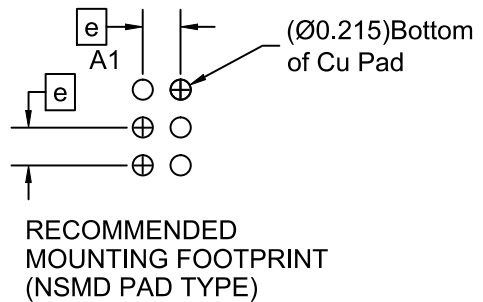 e
(Ø0.215)Bottom
of Cu Pad
A1
e
RECOMMENDED
MOUNTING FOOTPRINT
(NSMD PAD TYPE)